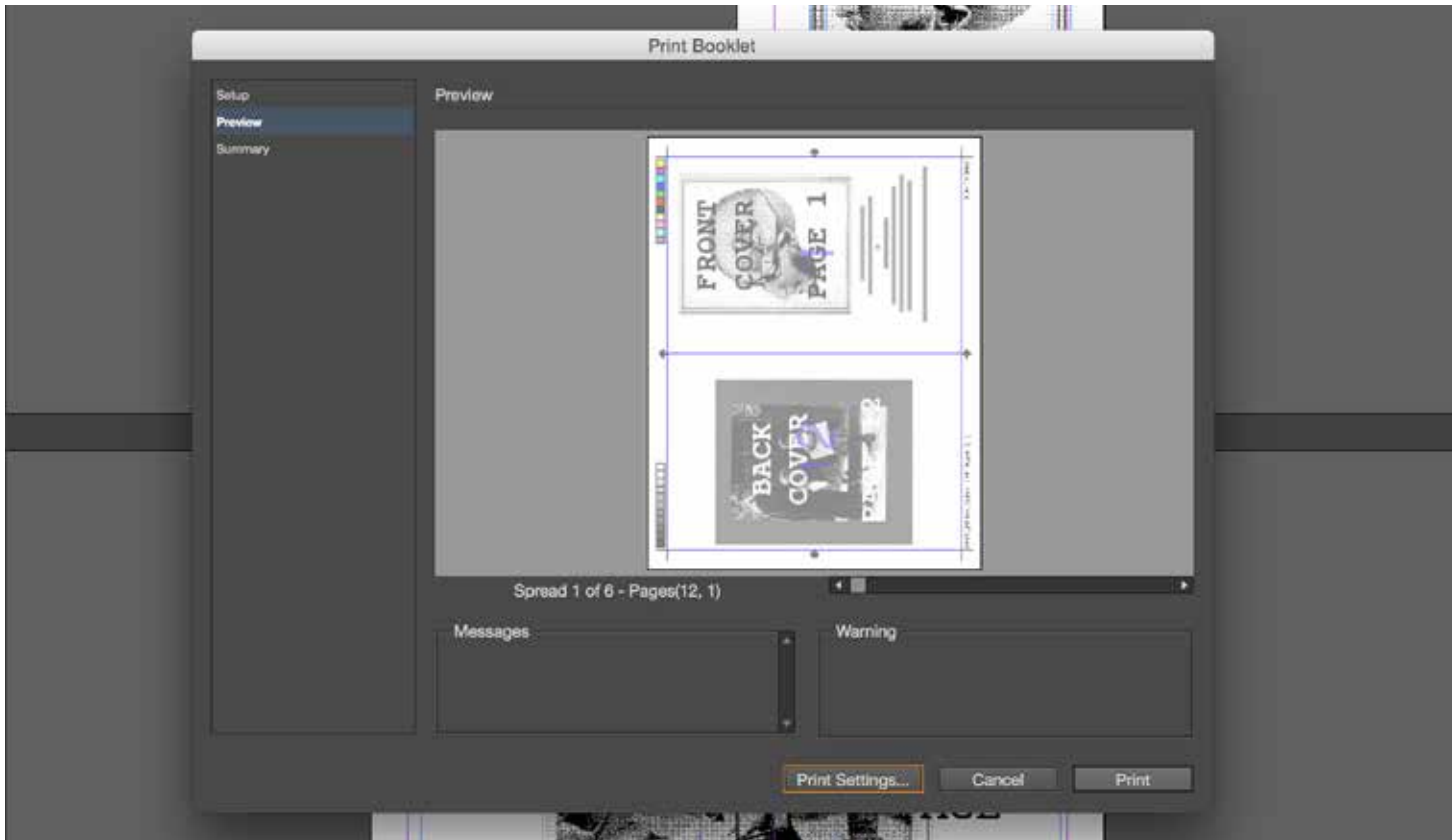 Print Booklet
Setup
Preview
Summary
Preview
FRONT
COVER
PAGE 1
BACK
COVER
Spread 1 of 6 - Pages(12, 1)
Messages
Warning
Print Settings...
Cancel
Print